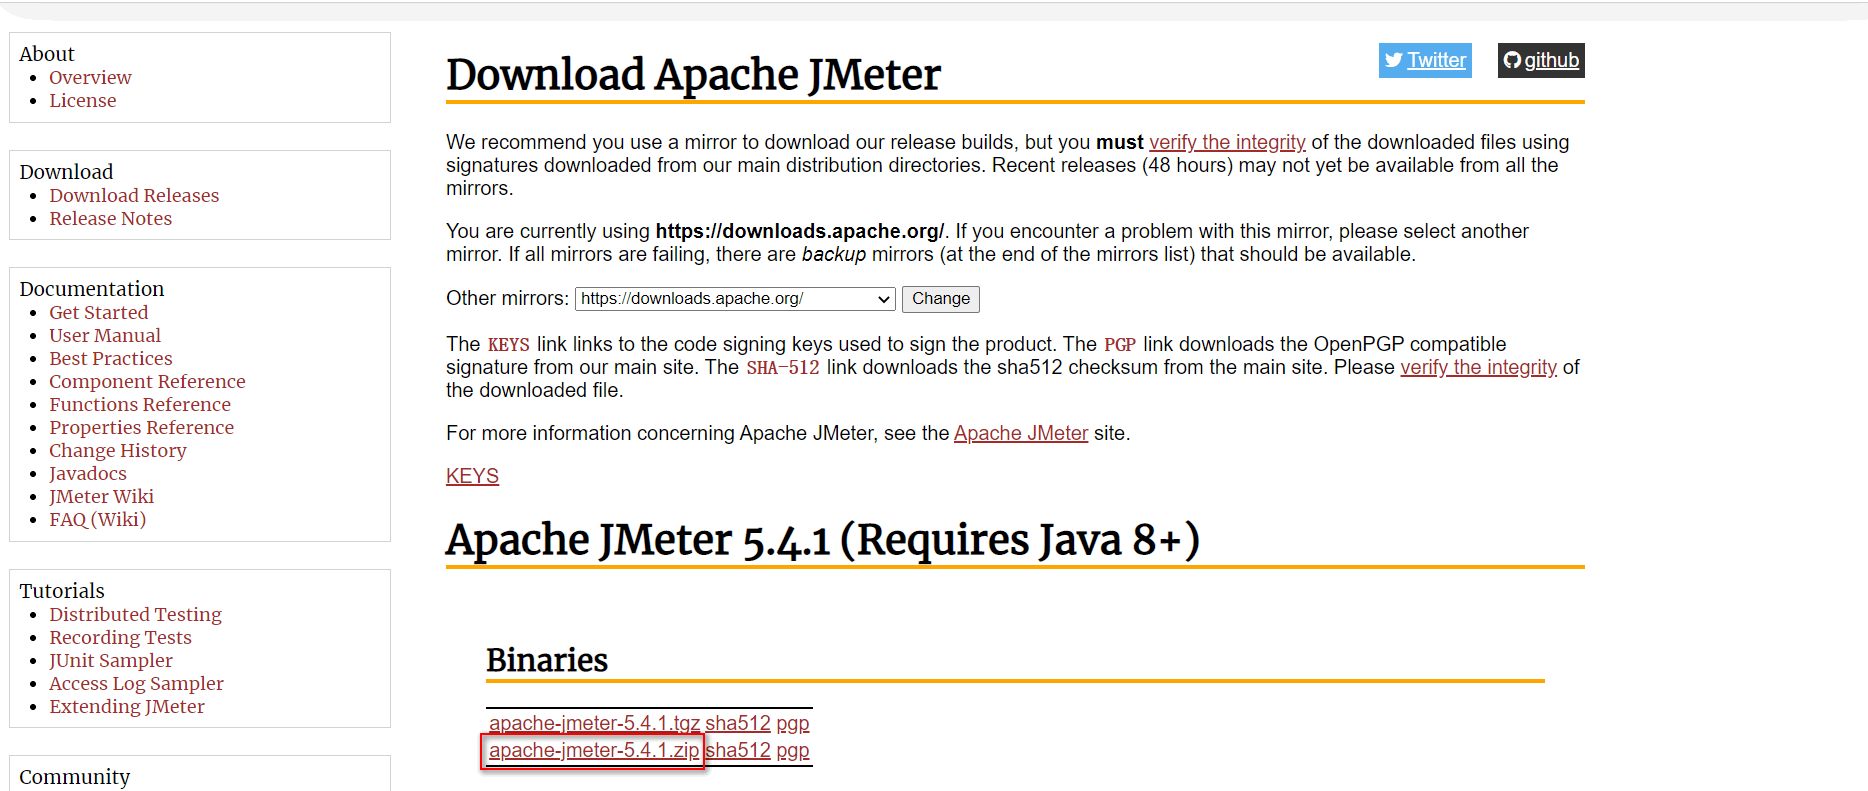 About
Overview
License
Download
Download Releases
Release Notes
Documentation
Get Started
User Manual
Best Practices
Component Reference
Functions Reference
Properties Reference
Change History
Javadocs
JMeter Wiki
FAQ (Wiki)
Tutorials
Distributed Testing
Recording Tests
JUnit Sampler
Access Log Sampler
Extending JMeter
Community
Twitter
github
Download Apache JMeter
We recommend you use a mirror to download our release builds, but you must verify the integrity of the downloaded files using
signatures downloaded from our main distribution directories. Recent releases (48 hours) may not yet be available from all the
mirrors.
You are currently using https://downloads.apache.org/. If you encounter a problem with this mirror, please select another
mirror. If all mirrors are failing, there are backup mirrors (at the end of the mirrors list) that should be available.
Other mirrors: https://downloads.apache.org/ Change
The KEYS link links to the code signing keys used to sign the product. The PGP link downloads the OpenPGP compatible
signature from our main site. The SHA-512 link downloads the sha512 checksum from the main site. Please verify the integrity of
the downloaded file.
For more information concerning Apache JMeter, see the Apache JMeter site.
KEYS
Apache JMeter 5.4.1 (Requires Java 8+)
Binaries
apache-jmeter-5.4.1.tgz sha512 pgp
apache-jmeter-5.4.1.zip sha512 pgp